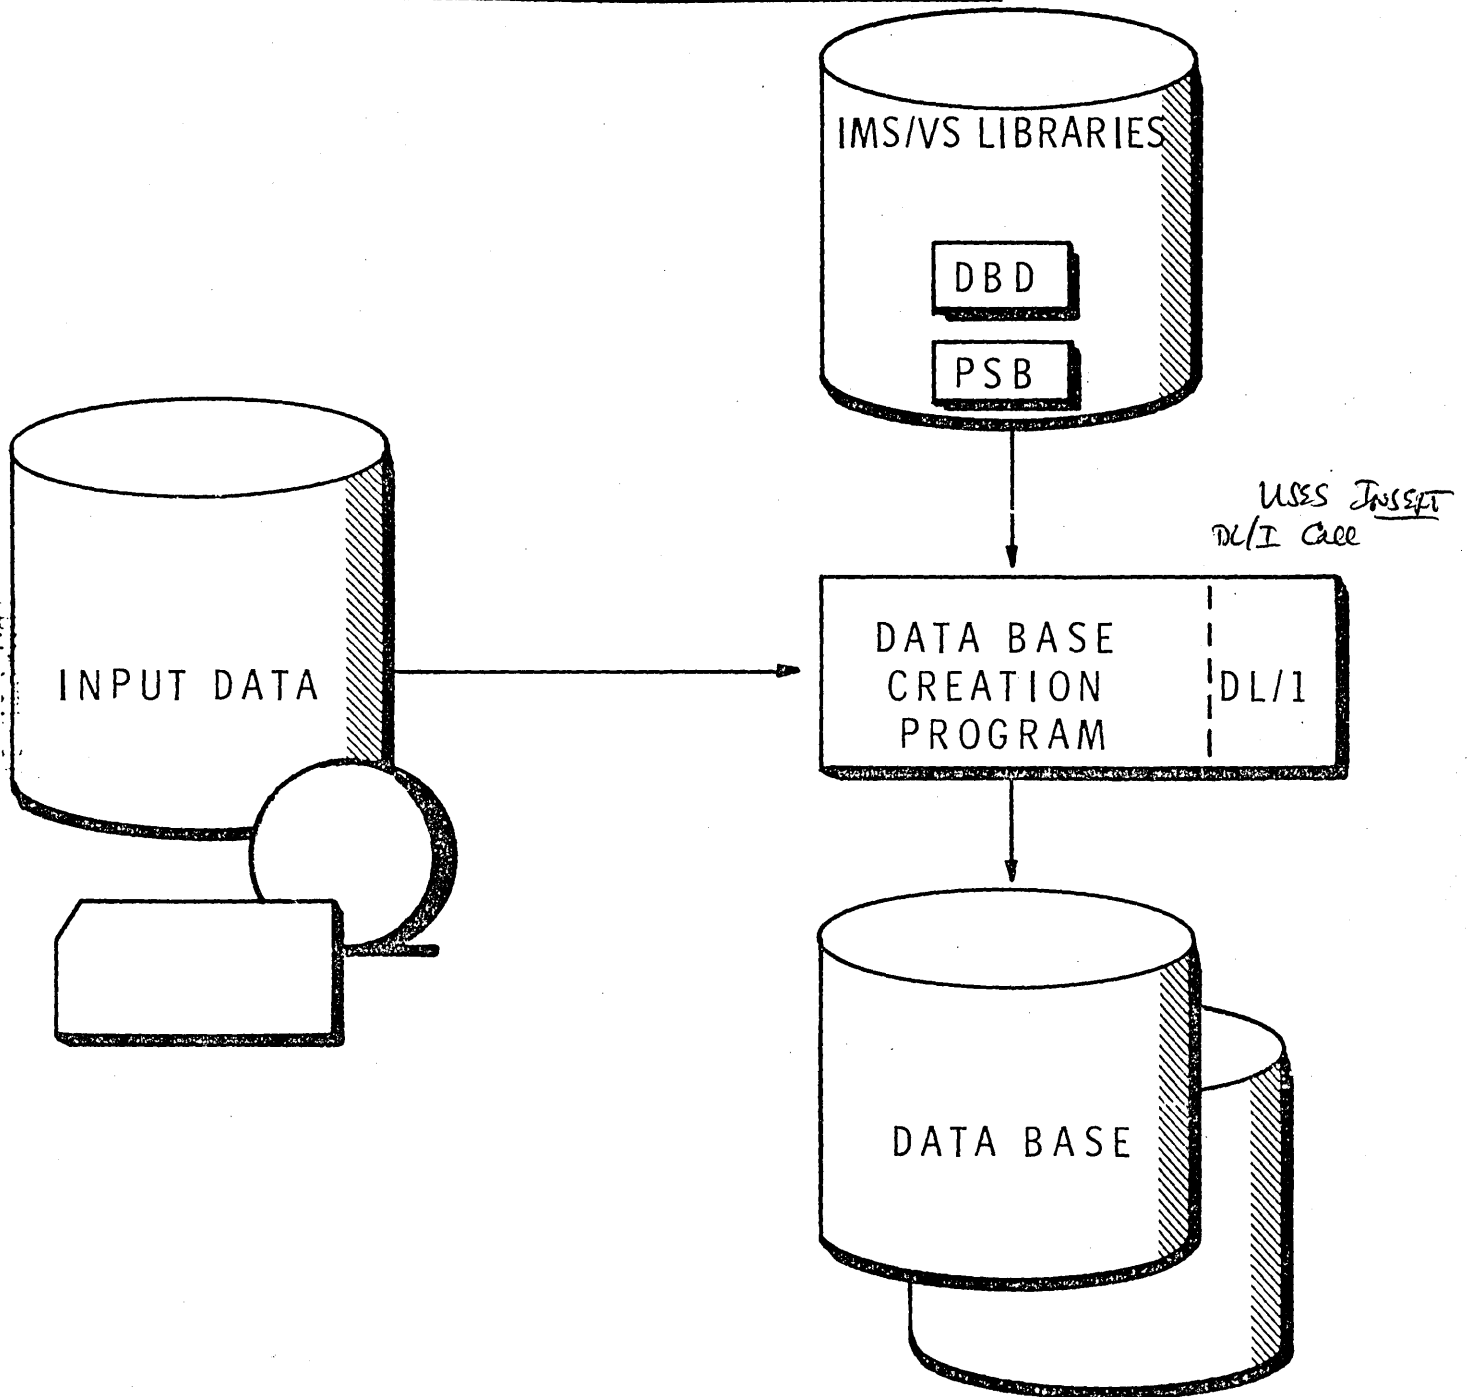 IMS/VS LIBRARIES
DBD
PSB
USES INSERT
DL/I Call
INPUT DATA
DATA BASE
CREATION
PROGRAM
DL/1
DATA BASE